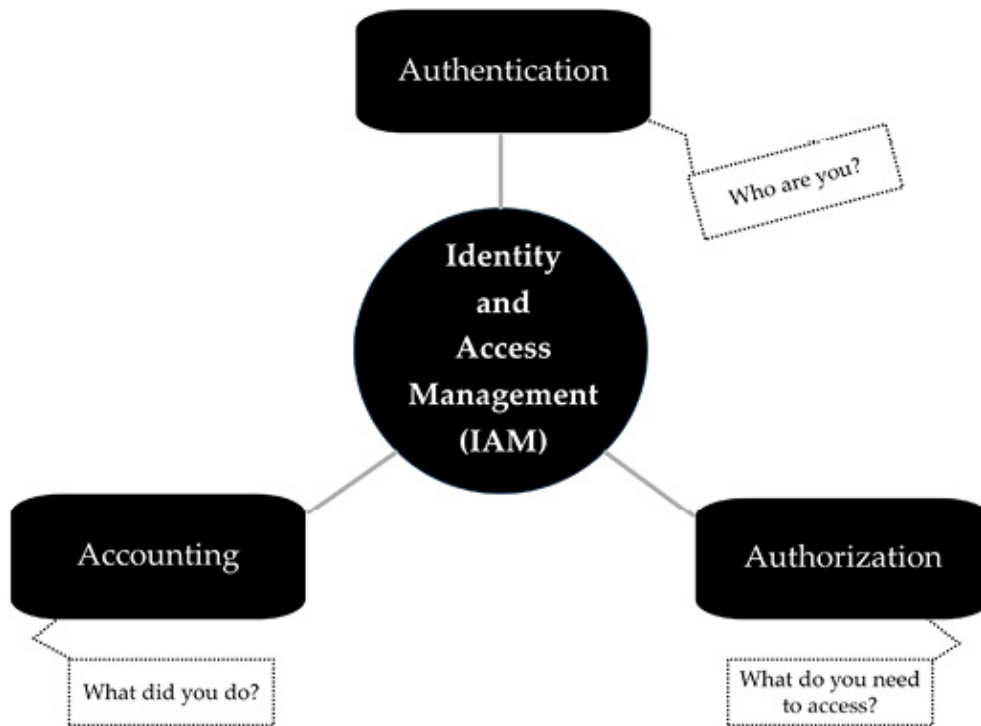 Authentication
Who are you?
Identity
and
Access
Management
(IAM)
Accounting
Authorization
What did you do?
What do you need
to access?